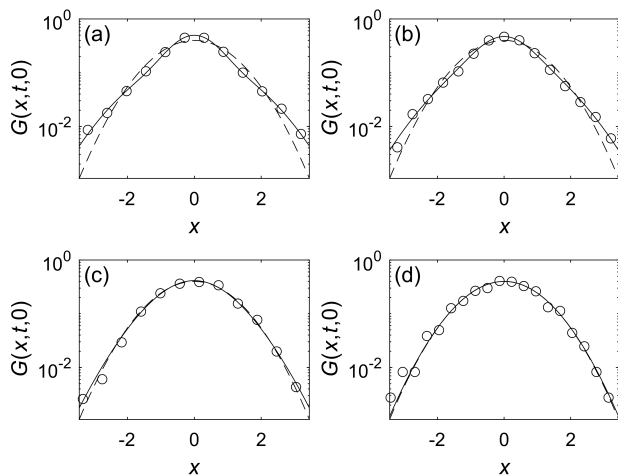 (a)
G(x,t,0)
10⁰
10⁻²
-2 0 2
x
(b)
G(x,t,0)
10⁰
10⁻²
-2 0 2
x
(c)
G(x,t,0)
10⁰
10⁻²
-2 0 2
x
(d)
G(x,t,0)
10⁰
10⁻²
-2 0 2
x